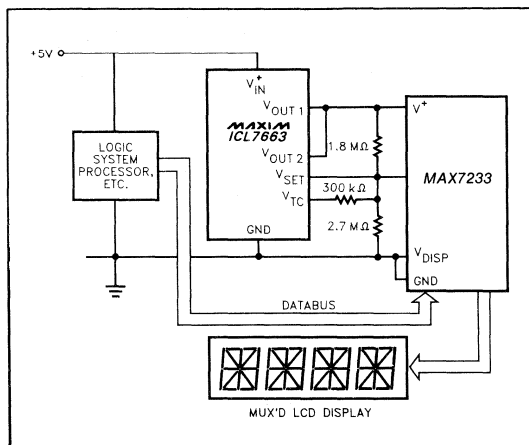 +5V
V+IN
VOUT 1
MAXIM
ICL7663
VOUT 2
VSET
VTC
GND
1.8 MΩ
300 kΩ
2.7 MΩ
V+
MAX7233
VDISP
GND
LOGIC
SYSTEM
PROCESSOR,
ETC.
DATABUS
MUX'D LCD DISPLAY